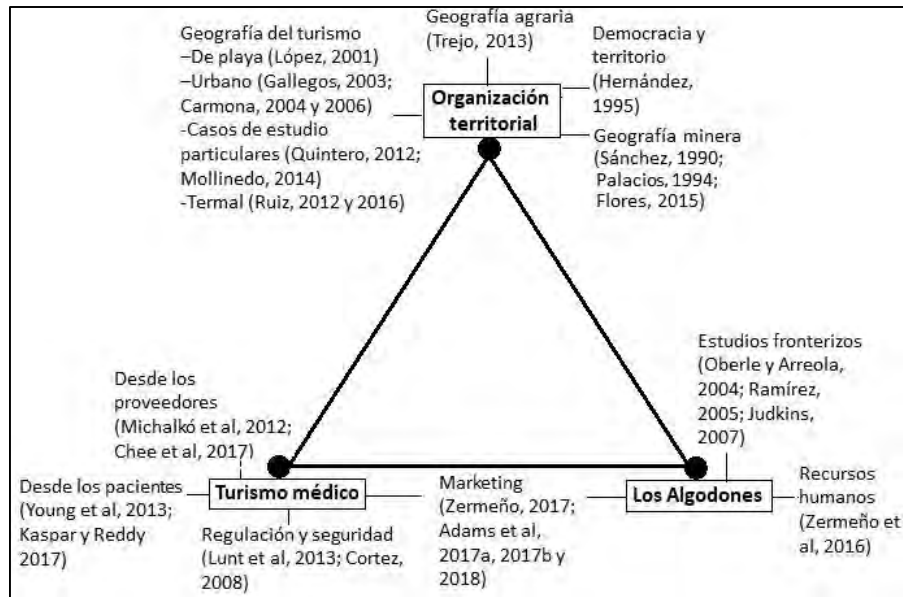 Geografía del turismo
–De playa (López, 2001)
–Urbano (Gallegos, 2003;
Carmona, 2004 y 2006)
-Casos de estudio
particulares (Quintero, 2012;
Mollinedo, 2014)
-Termal (Ruiz, 2012 y 2016)
Geografía agraria
(Trejo, 2013)
Democracia y
territorio
(Hernández,
1995)
Organización
territorial
Geografía minera
(Sánchez, 1990;
Palacios, 1994;
Flores, 2015)
Desde los
proveedores
(Michalkó et al, 2012;
Chee et al, 2017)
Desde los pacientes
(Young et al, 2013;
Kaspar y Reddy
2017)
Turismo médico
Regulación y seguridad
(Lunt et al, 2013; Cortez,
2008)
Marketing
(Zermeño, 2017;
Adams et al,
2017a, 2017b y
2018)
Estudios fronterizos
(Oberle y Arreola,
2004; Ramírez,
2005; Judkins,
2007)
Los Algodones
Recursos
humanos
(Zermeño et
al, 2016)